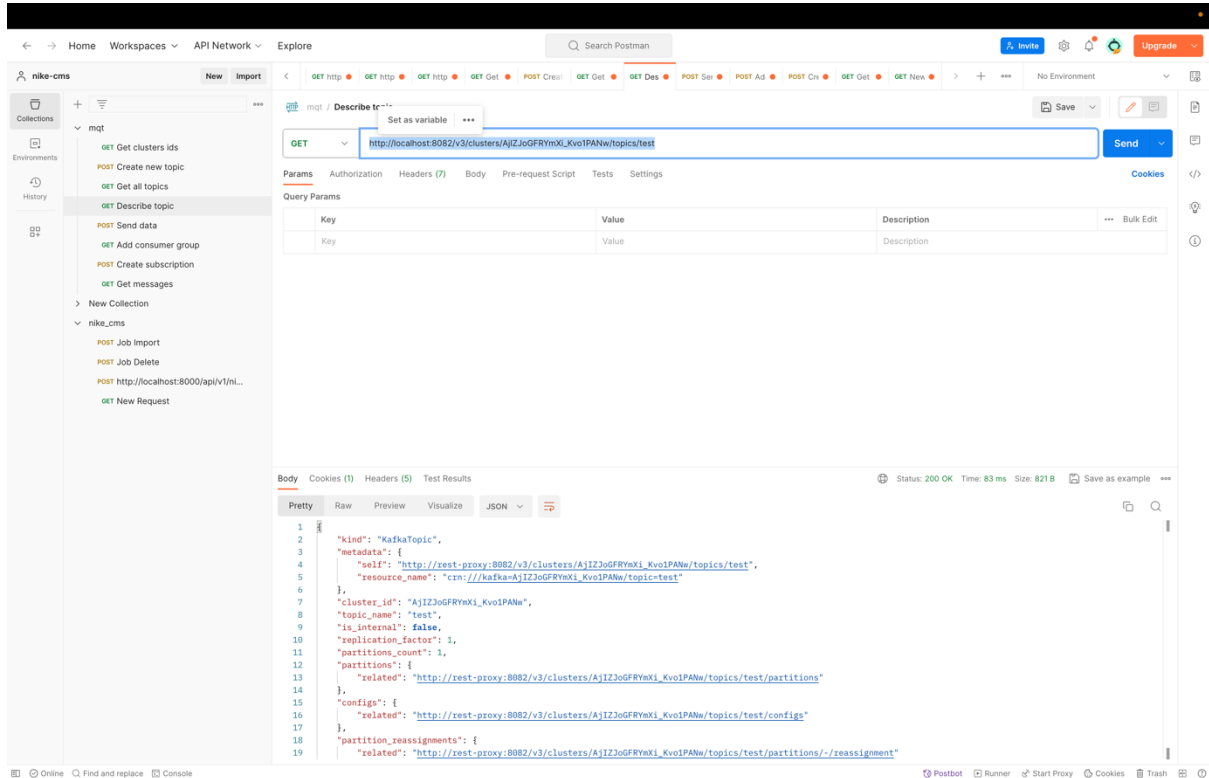 Home Workspaces API Network Explore Search Postman Invite Upgrade
nike-cms New Import GET http GET http GET http GET Get POST Creat GET Get GET Des POST Sen POST Ad POST Cre GET Get GET New No Environment
Collections
Environments
History
mqt
GET Get clusters ids
POST Create new topic
GET Get all topics
GET Describe topic
POST Send data
GET Add consumer group
POST Create subscription
GET Get messages
New Collection
nike_cms
POST Job Import
POST Job Delete
POST http://localhost:8000/api/v1/ni...
GET New Request
HTTP mqt / Describe topic Save
Set as variable
GET http://localhost:8082/v3/clusters/AjIZJoGFRYmXi_Kvo1PANw/topics/test Send
Params Authorization Headers (7) Body Pre-request Script Tests Settings Cookies
Query Params
Key Value Description Bulk Edit
Key Value Description
Body Cookies (1) Headers (5) Test Results Status: 200 OK Time: 83 ms Size: 821 B Save as example
Pretty Raw Preview Visualize JSON
1 {
2 "kind": "KafkaTopic",
3 "metadata": {
4 "self": "http://rest-proxy:8082/v3/clusters/AjIZJoGFRYmXi_Kvo1PANw/topics/test",
5 "resource_name": "crn:///kafka=AjIZJoGFRYmXi_Kvo1PANw/topic=test"
6 },
7 "cluster_id": "AjIZJoGFRYmXi_Kvo1PANw",
8 "topic_name": "test",
9 "is_internal": false,
10 "replication_factor": 1,
11 "partitions_count": 1,
12 "partitions": {
13 "related": "http://rest-proxy:8082/v3/clusters/AjIZJoGFRYmXi_Kvo1PANw/topics/test/partitions"
14 },
15 "configs": {
16 "related": "http://rest-proxy:8082/v3/clusters/AjIZJoGFRYmXi_Kvo1PANw/topics/test/configs"
17 },
18 "partition_reassignments": {
19 "related": "http://rest-proxy:8082/v3/clusters/AjIZJoGFRYmXi_Kvo1PANw/topics/test/partitions/-/reassignment"
Online Find and replace Console Postbot Runner Start Proxy Cookies Trash